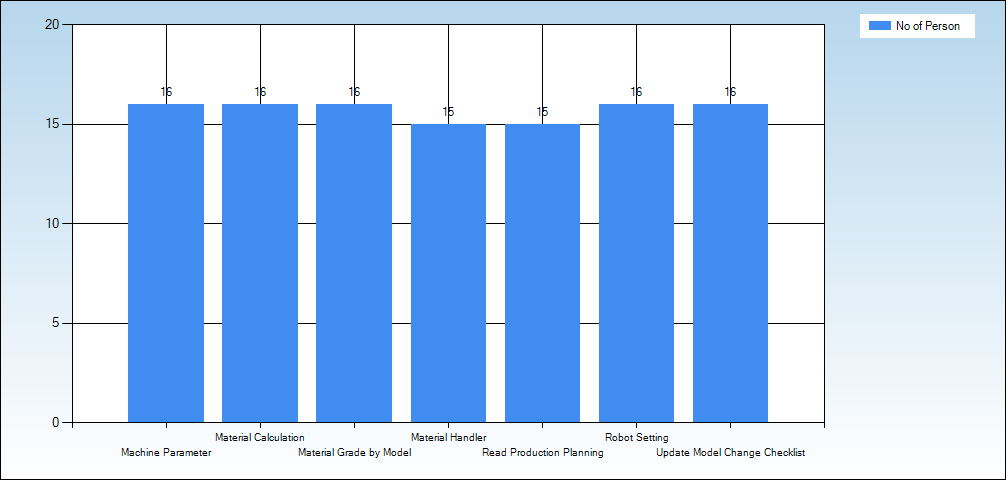 No of Person
20
15
10
5
0
16
16
16
15
15
16
16
Material Calculation
Material Handler
Robot Setting
Machine Parameter
Material Grade by Model
Read Production Planning
Update Model Change Checklist